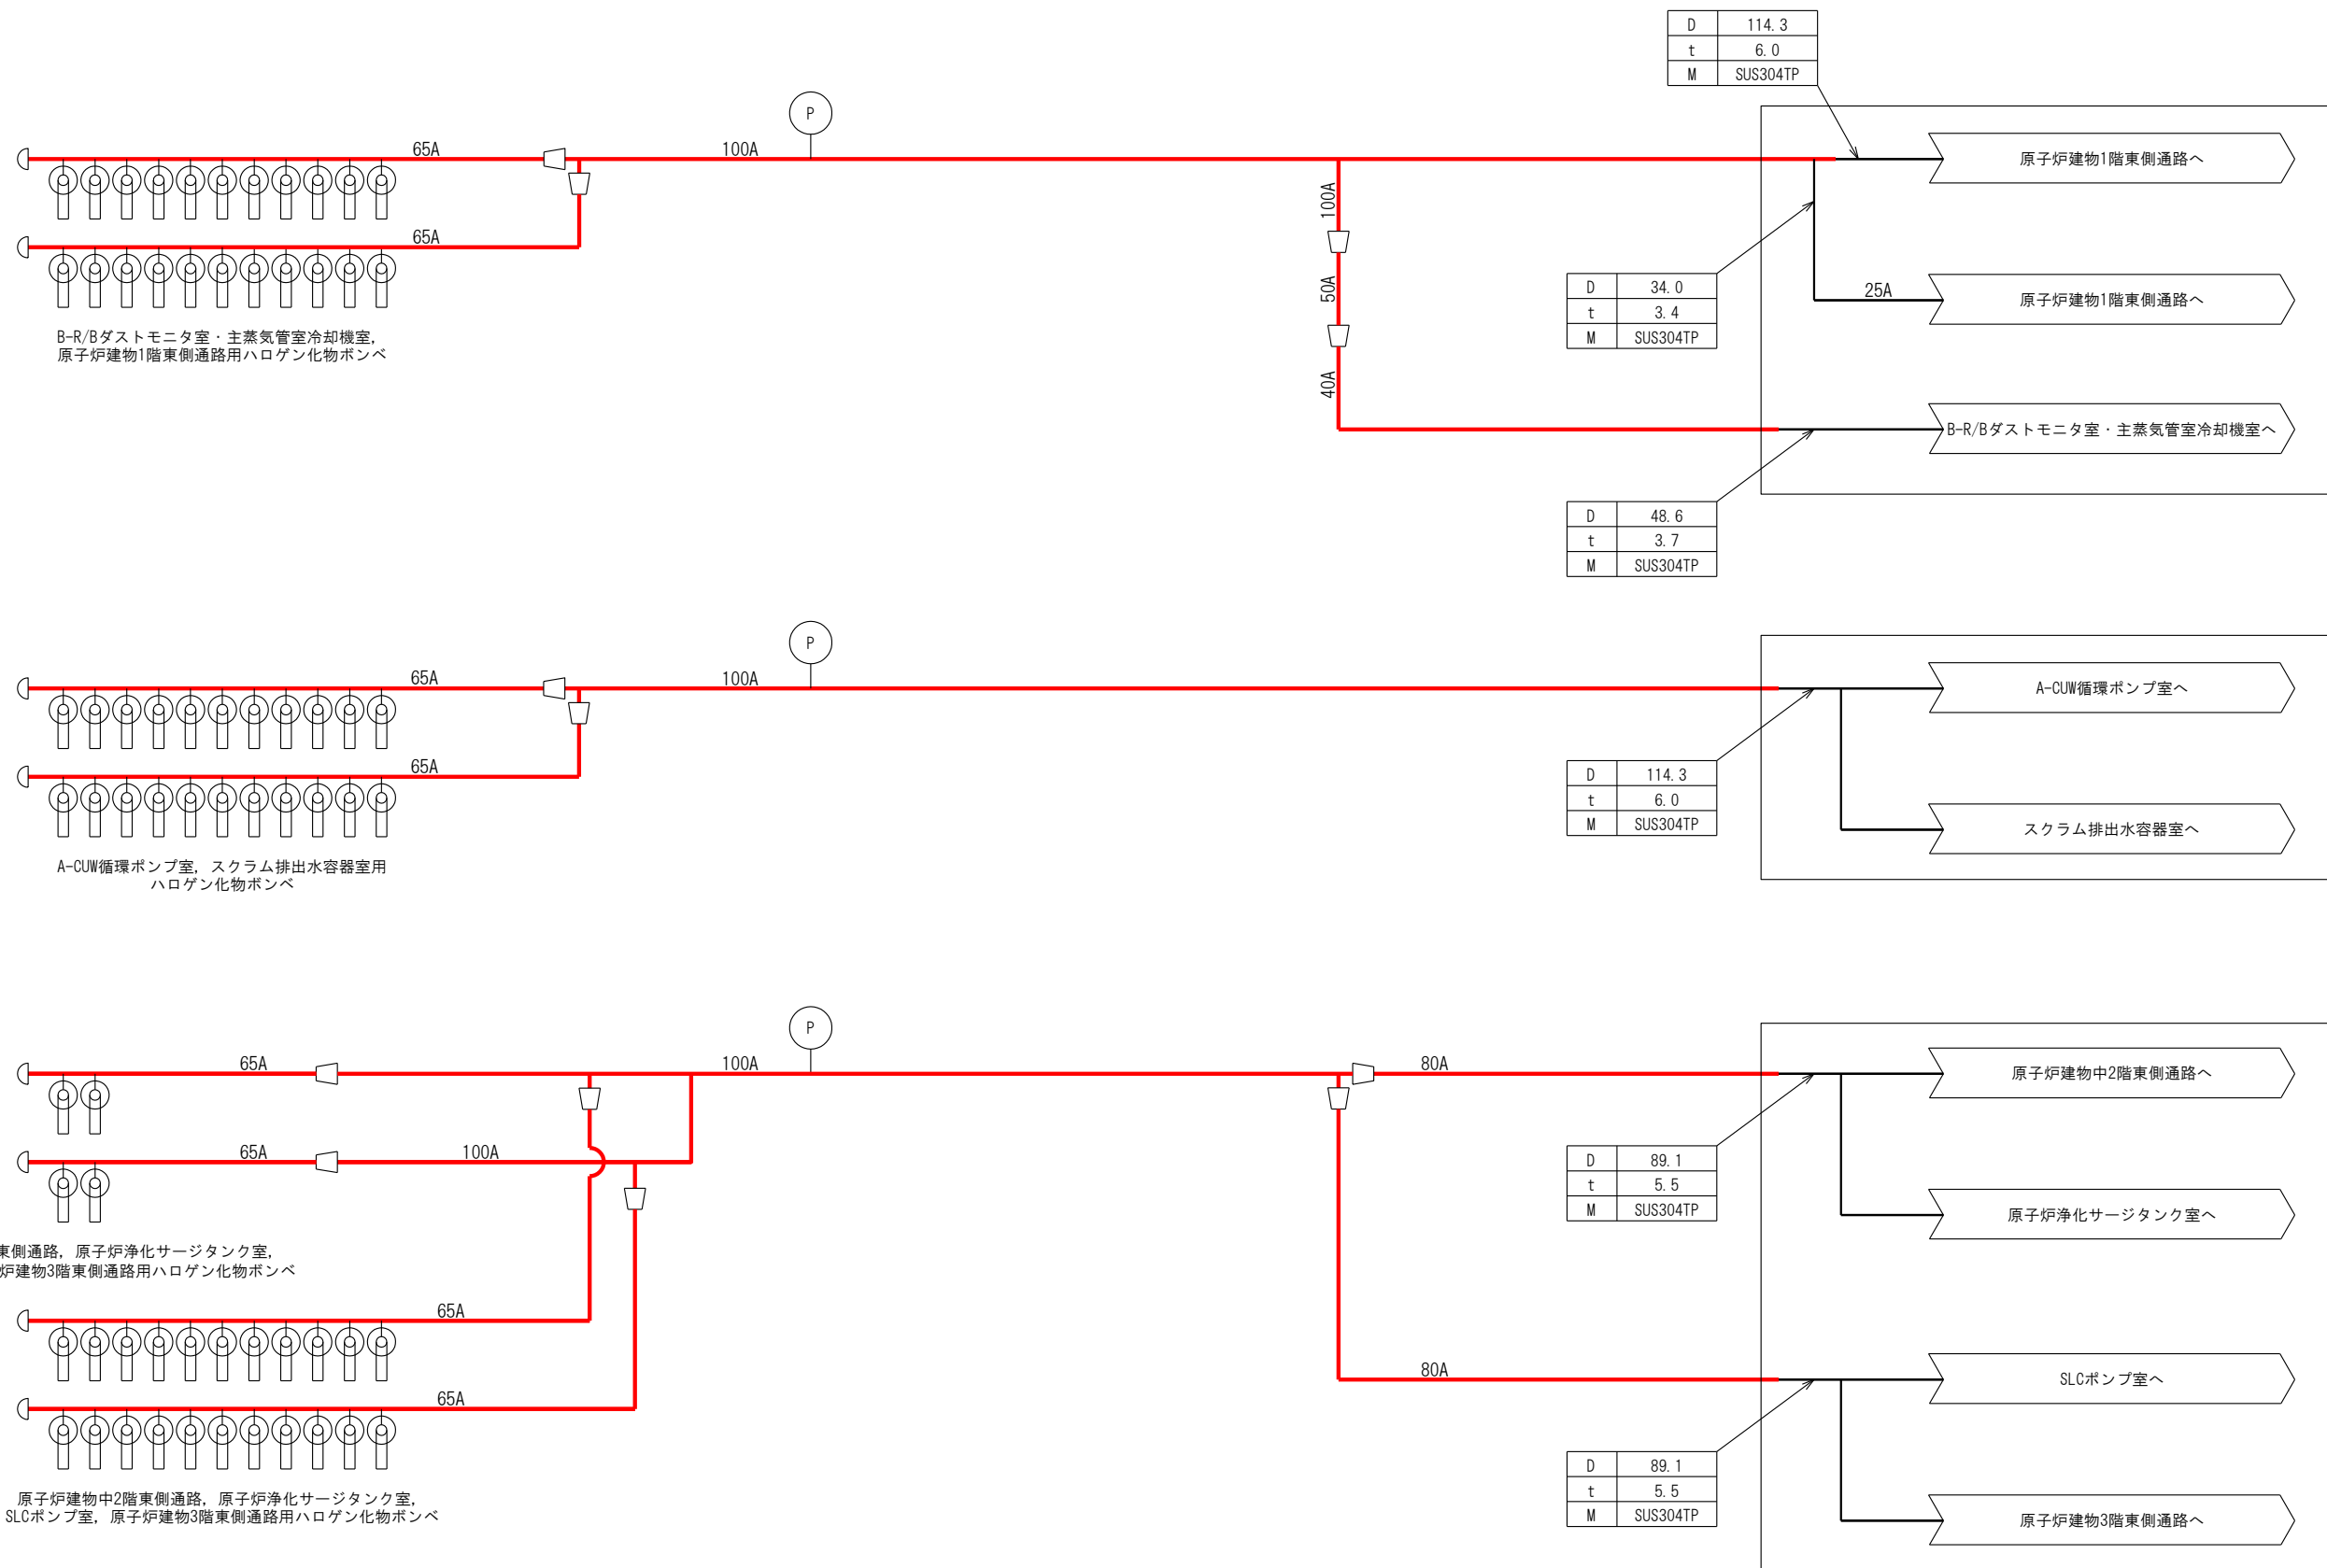 D 114.3
t 6.0
M SUS304TP
P
65A
100A
原子炉建物1階東側通路へ
100A
65A
D 34.0
t 3.4
M SUS304TP
50A
25A
原子炉建物1階東側通路へ
B-R/Bダストモニタ室・主蒸気管室冷却機室,
原子炉建物1階東側通路用ハロゲン化物ボンベ
40A
B-R/Bダストモニタ室・主蒸気管室冷却機室へ
D 48.6
t 3.7
M SUS304TP
P
65A
100A
A-CUW循環ポンプ室へ
65A
D 114.3
t 6.0
M SUS304TP
スクラム排出水容器室へ
A-CUW循環ポンプ室, スクラム排出水容器室用
ハロゲン化物ボンベ
P
65A
100A
80A
原子炉建物中2階東側通路へ
65A
100A
D 89.1
t 5.5
M SUS304TP
原子炉浄化サージタンク室へ
東側通路, 原子炉浄化サージタンク室,
炉建物3階東側通路用ハロゲン化物ボンベ
65A
80A
SLCポンプ室へ
65A
D 89.1
t 5.5
M SUS304TP
原子炉建物3階東側通路へ
原子炉建物中2階東側通路, 原子炉浄化サージタンク室,
SLCポンプ室, 原子炉建物3階東側通路用ハロゲン化物ボンベ